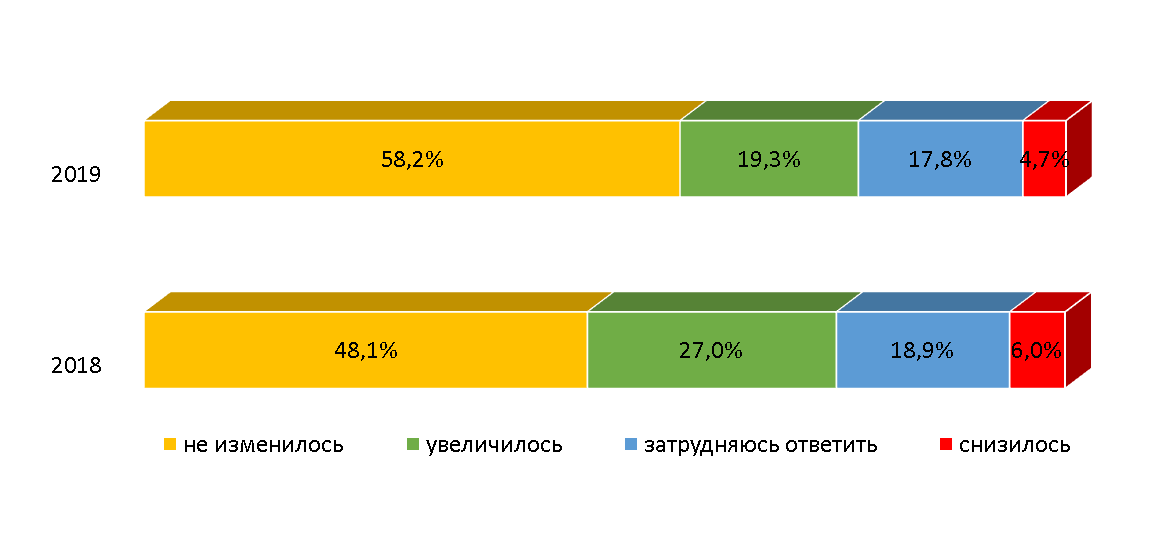 2019
58,2% 19,3% 17,8% 4,7%
2018
48,1% 27,0% 18,9% 6,0%
не изменилось увеличилось затрудняюсь ответить снизилось